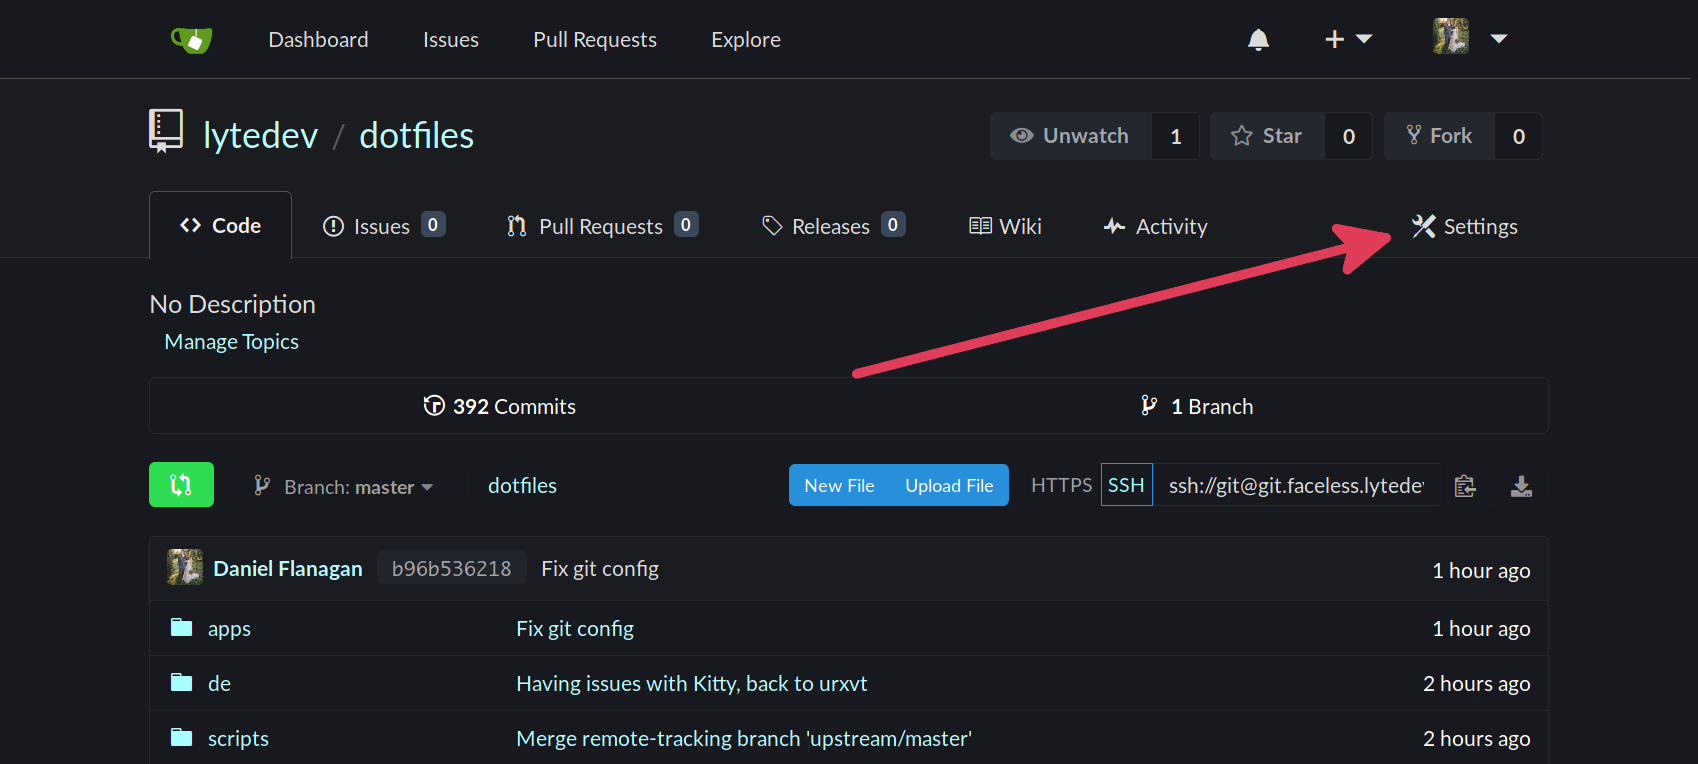 Dashboard Issues Pull Requests Explore
lytedev / dotfiles Unwatch 1 Star 0 Fork 0
Code Issues 0 Pull Requests 0 Releases 0 Wiki Activity Settings
No Description
Manage Topics
392 Commits 1 Branch
Branch: master dotfiles New File Upload File HTTPS SSH ssh://git@git.faceless.lytede
Daniel Flanagan b96b536218 Fix git config 1 hour ago
apps Fix git config 1 hour ago
de Having issues with Kitty, back to urxvt 2 hours ago
scripts Merge remote-tracking branch 'upstream/master' 2 hours ago